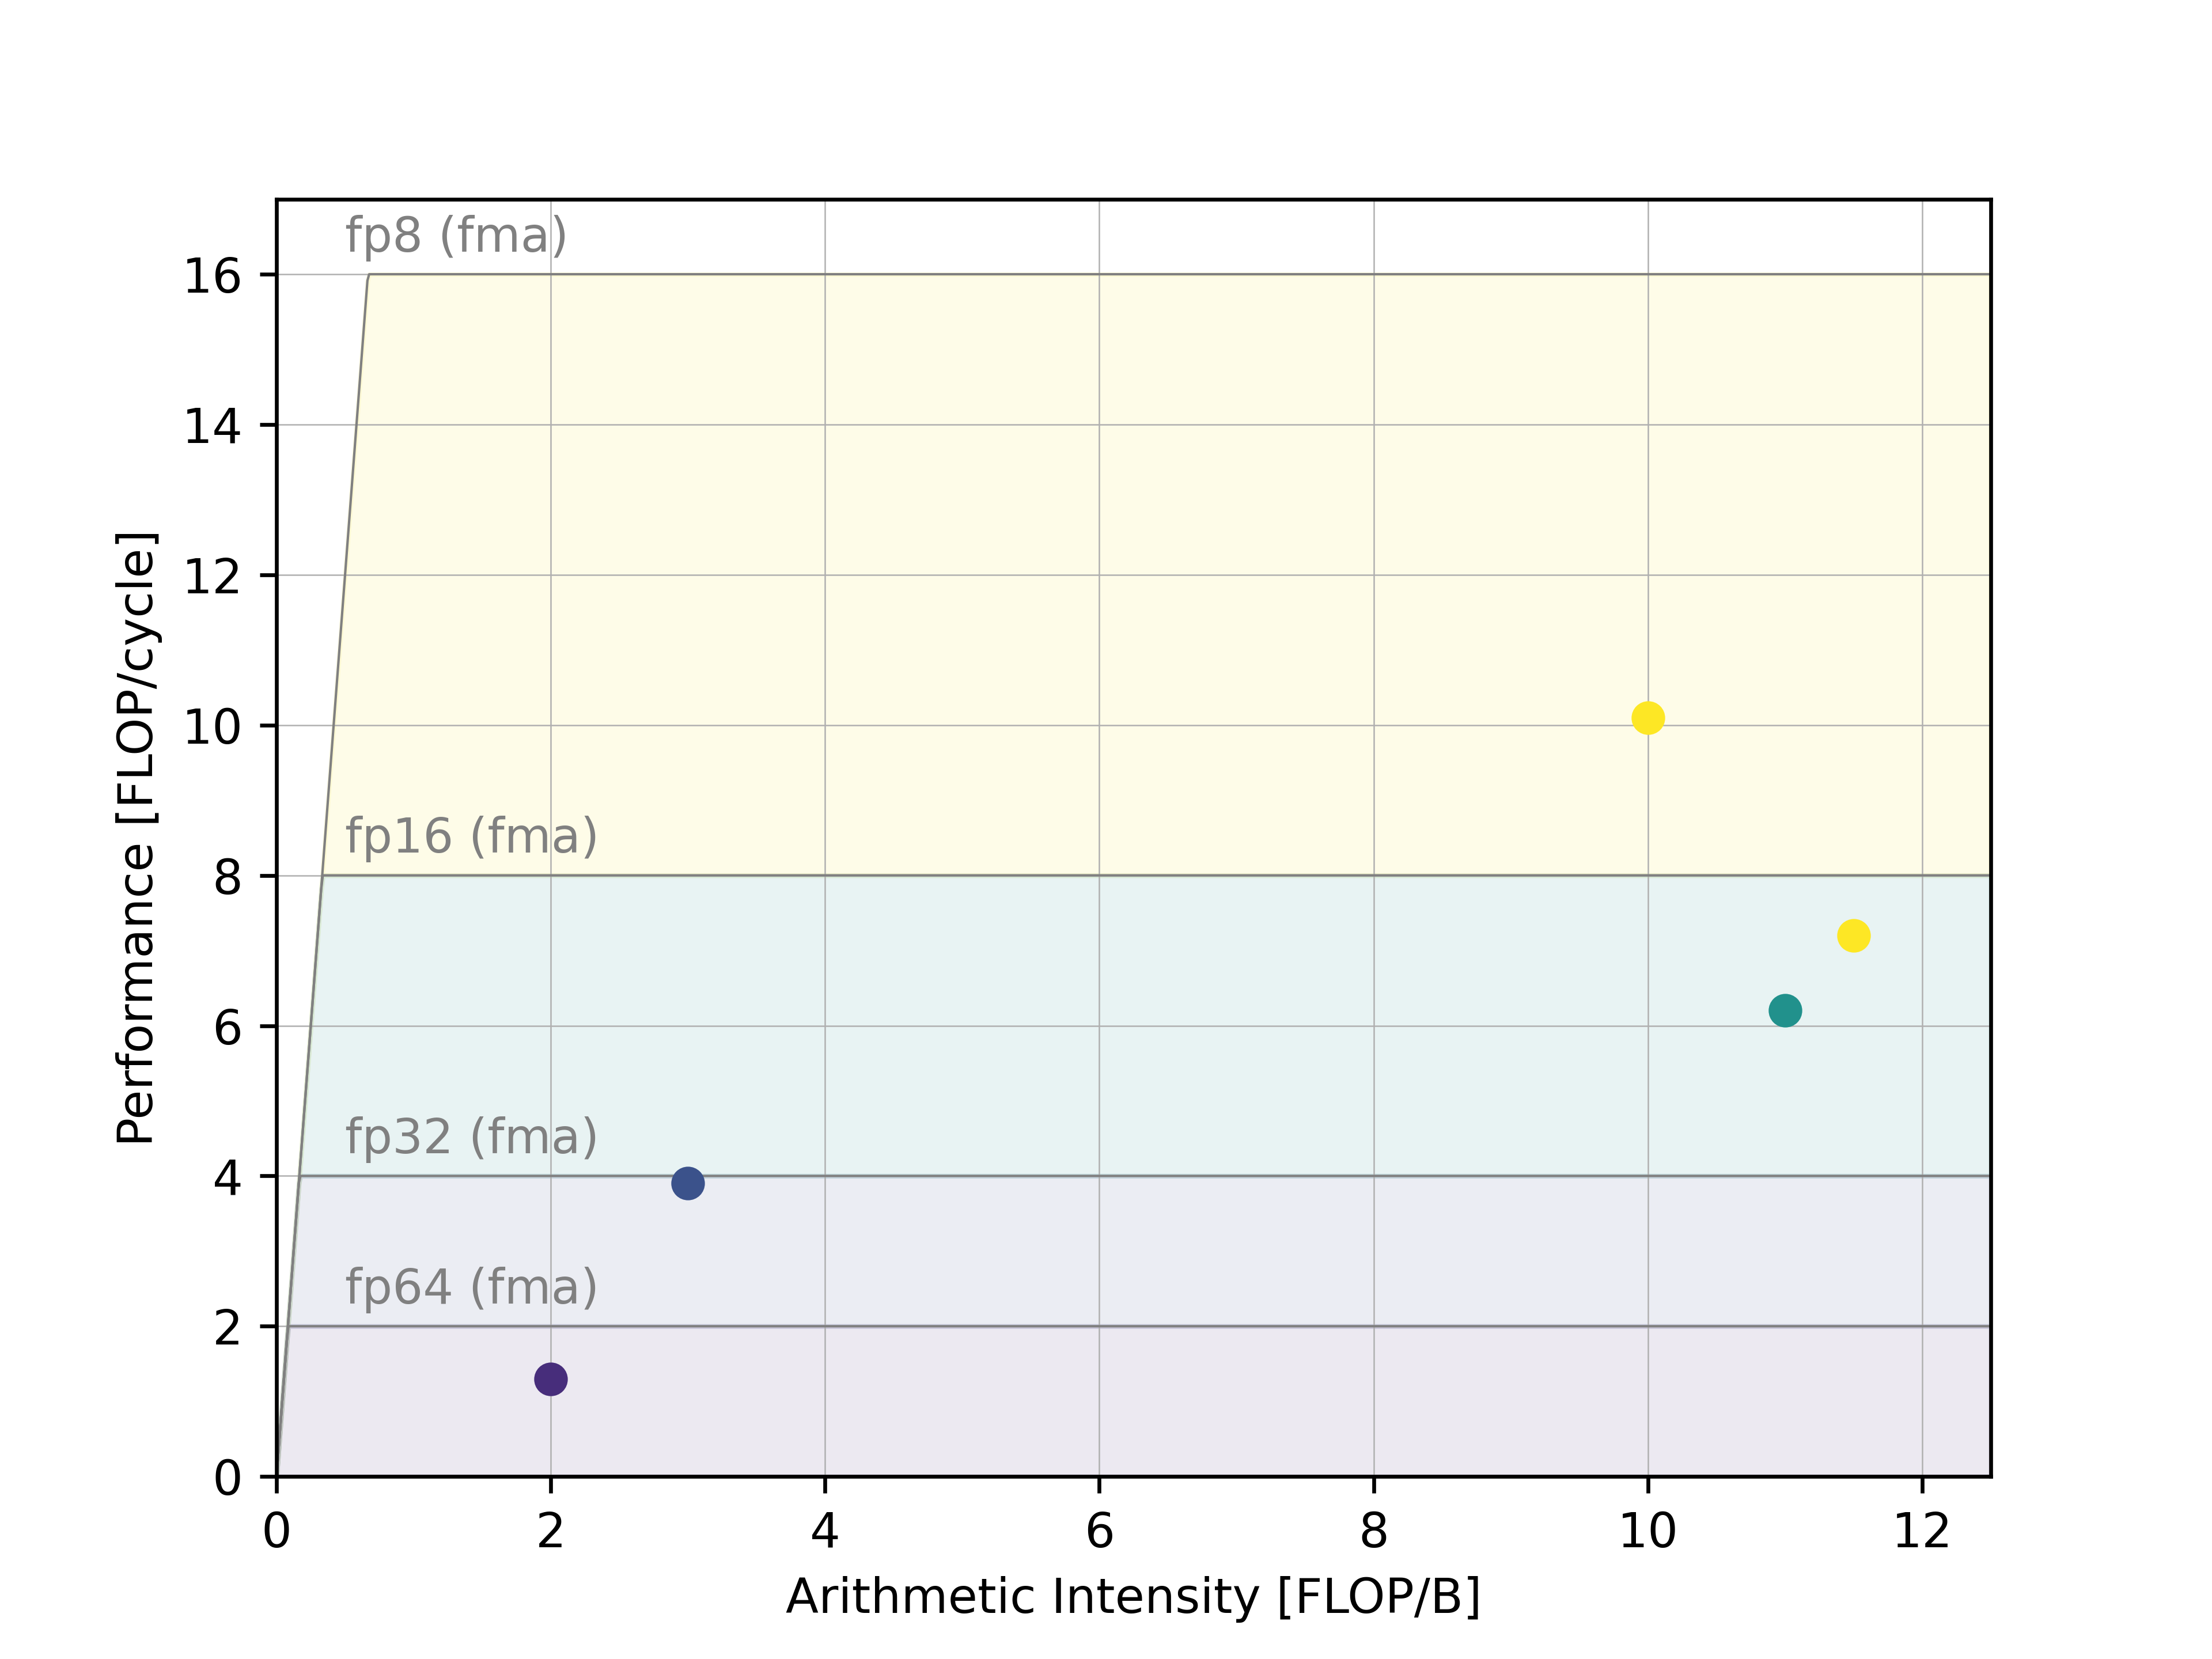 fp8 (fma)
16
14
12
10
fp16 (fma)
8
6
fp32 (fma)
4
fp64 (fma)
2
0
Performance [FLOP/cycle]
0 2 4 6 8 10 12
Arithmetic Intensity [FLOP/B]